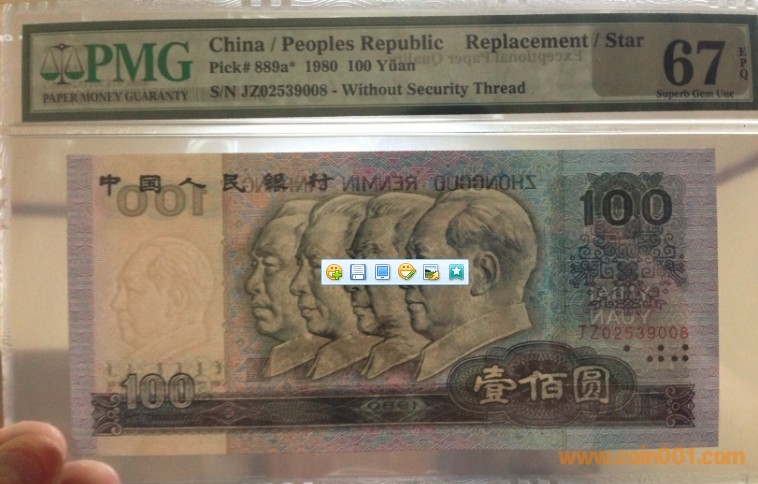 PMG
PAPER MONEY GUARANTY
China / Peoples Republic Replacement / Star
Pick# 889a* 1980 100 Yüan
S/N JZ02539008 - Without Security Thread
67
EPQ
Superb Gem Unc
Exceptional Paper Quality
中国人民银行
ZHONGGUO RENMIN YINHANG
100
100
YUAN
JZ02539008
100
1980
壹佰圆
www.coin001.com